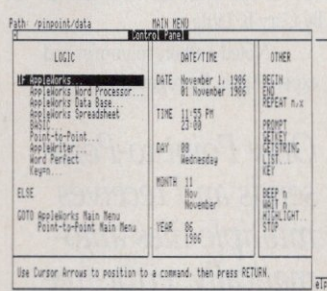 Path: /pinpoint/data MAIN MENU
Control Panel
LOGIC DATE/TIME OTHER
IF AppleWorks... DATE November 1, 1986 BEGIN
AppleWorks Word Processor... 01 November 1986 END
AppleWorks Data Base... REPEAT n,x
AppleWorks Spreadsheet TIME 11:55 PM
BASIC... 23:00 PROMPT
Point-to-Point... GETKEY
AppleWriter... DAY 08 GETSTRING
Word Perfect Wednesday LIST
Key=n... KEY
MONTH 11
ELSE Nov BEEP n
November WAIT n
GOTO AppleWorks Main Menu HIGHLIGHT
Point-to-Point Main Menu YEAR 86 STOP
1986
Use Cursor Arrows to position to a command, then press RETURN.
elp